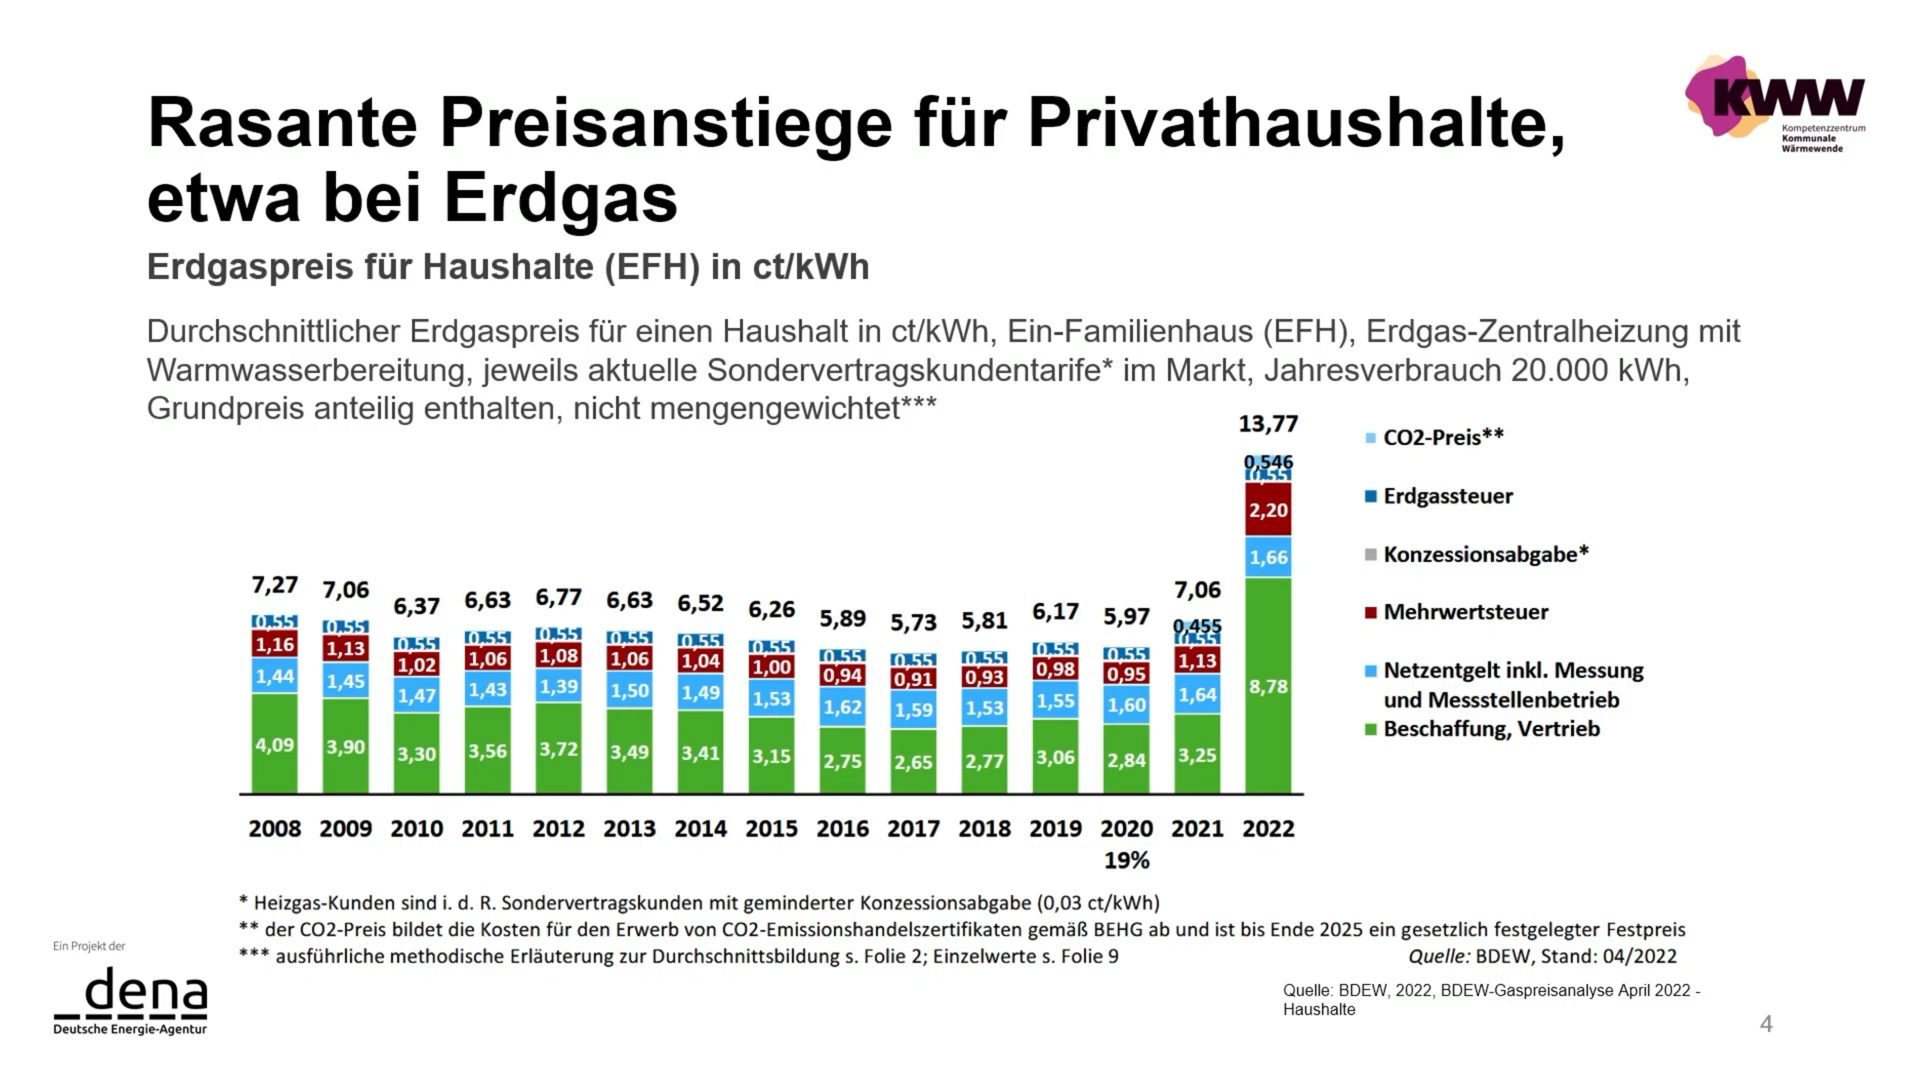 Rasante Preisanstiege für Privathaushalte,
etwa bei Erdgas
KWW
Kompetenzzentrum
Kommunale
Wärmewende
Erdgaspreis für Haushalte (EFH) in ct/kWh
Durchschnittlicher Erdgaspreis für einen Haushalt in ct/kWh, Ein-Familienhaus (EFH), Erdgas-Zentralheizung mit
Warmwasserbereitung, jeweils aktuelle Sondervertragskundentarife* im Markt, Jahresverbrauch 20.000 kWh,
Grundpreis anteilig enthalten, nicht mengengewichtet***
7,27 7,06 6,37 6,63 6,77 6,63 6,52 6,26 5,89 5,73 5,81 6,17 5,97 7,06 13,77
0,455 0,546
0,55 0,55 0,55 0,55 0,55 0,55 0,55 0,55 0,55 0,55 0,55 0,55 0,55 0,55 0,55
1,16 1,13 1,02 1,06 1,08 1,06 1,04 1,00 0,94 0,91 0,93 0,98 0,95 1,13 2,20
1,44 1,45 1,47 1,43 1,39 1,50 1,49 1,53 1,62 1,59 1,53 1,55 1,60 1,64 1,66
4,09 3,90 3,30 3,56 3,72 3,49 3,41 3,15 2,75 2,65 2,77 3,06 2,84 3,25 8,78
2008 2009 2010 2011 2012 2013 2014 2015 2016 2017 2018 2019 2020 2021 2022
19%
CO2-Preis**
Erdgassteuer
Konzessionsabgabe*
Mehrwertsteuer
Netzentgelt inkl. Messung
und Messstellenbetrieb
Beschaffung, Vertrieb
* Heizgas-Kunden sind i. d. R. Sondervertragskunden mit geminderter Konzessionsabgabe (0,03 ct/kWh)
** der CO2-Preis bildet die Kosten für den Erwerb von CO2-Emissionshandelszertifikaten gemäß BEHG ab und ist bis Ende 2025 ein gesetzlich festgelegter Festpreis
*** ausführliche methodische Erläuterung zur Durchschnittsbildung s. Folie 2; Einzelwerte s. Folie 9
Quelle: BDEW, Stand: 04/2022
Quelle: BDEW, 2022, BDEW-Gaspreisanalyse April 2022 -
Haushalte
Ein Projekt der
dena
Deutsche Energie-Agentur
4